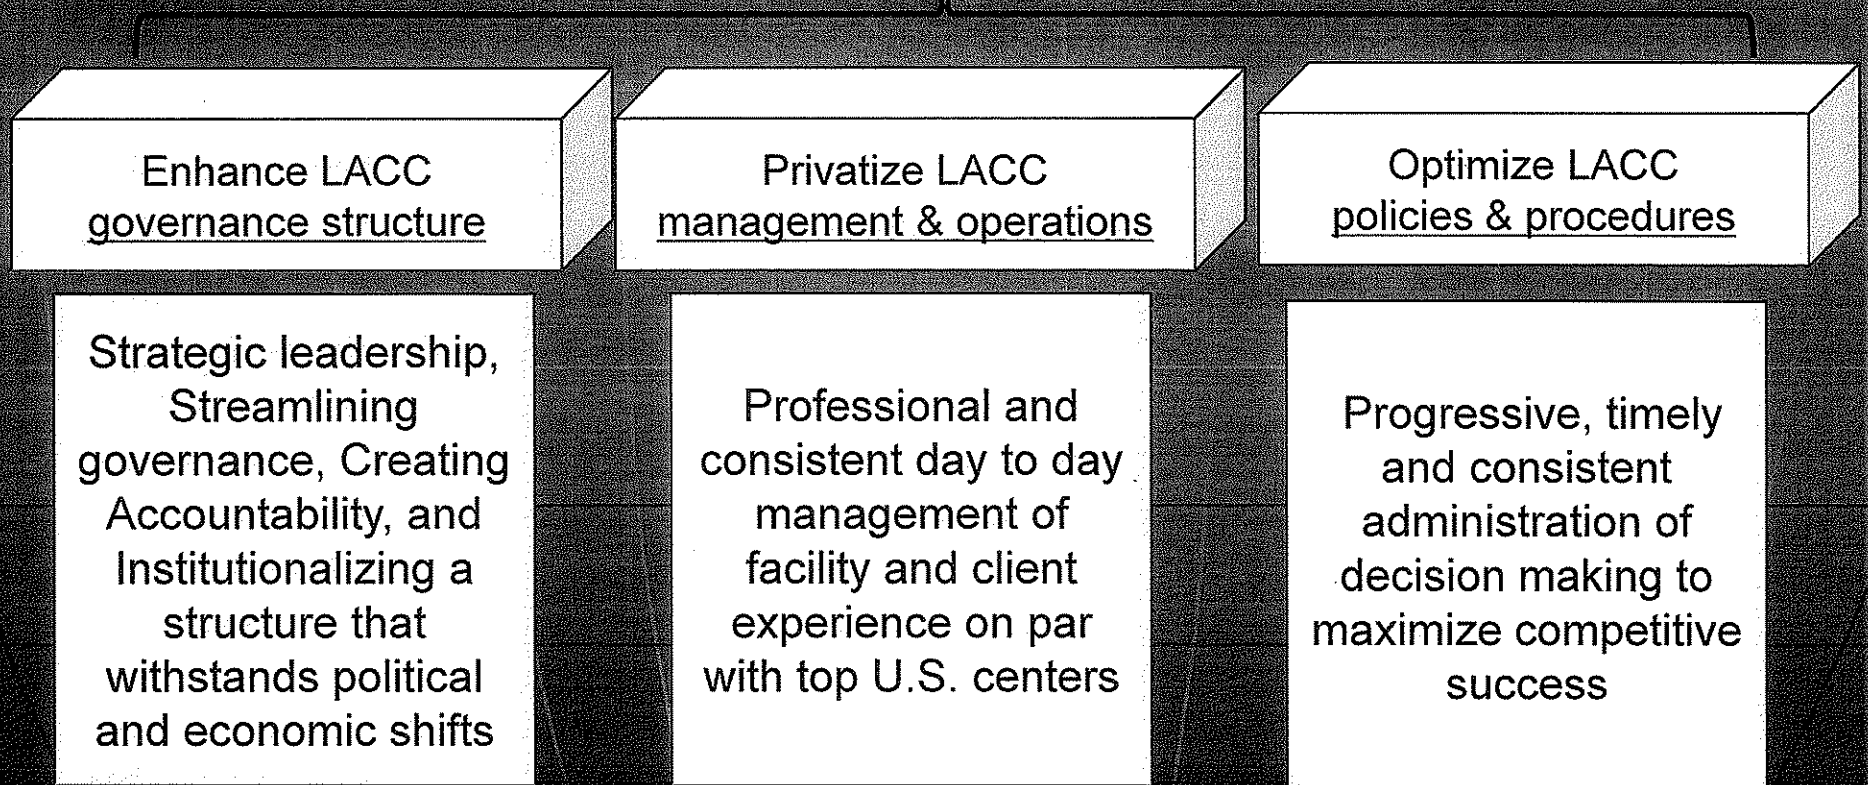 Enhance LACC
governance structure
Privatize LACC
management & operations
Optimize LACC
policies & procedures
Strategic leadership,
Streamlining
governance, Creating
Accountability, and
Institutionalizing a
structure that
withstands political
and economic shifts
Professional and
consistent day to day
management of
facility and client
experience on par
with top U.S. centers
Progressive, timely
and consistent
administration of
decision making to
maximize competitive
success